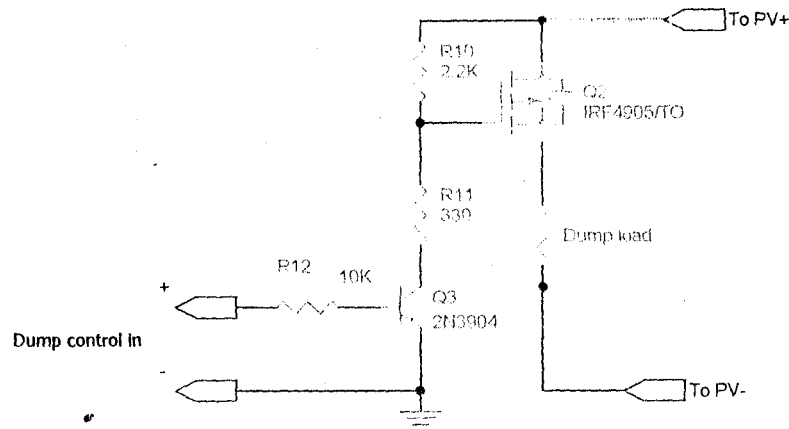 To PV+
R10
2.2K
Q2
IRF4905/TO
R11
330
Dump load
R12
10K
+
Q3
2N3904
Dump control in
-
To PV-